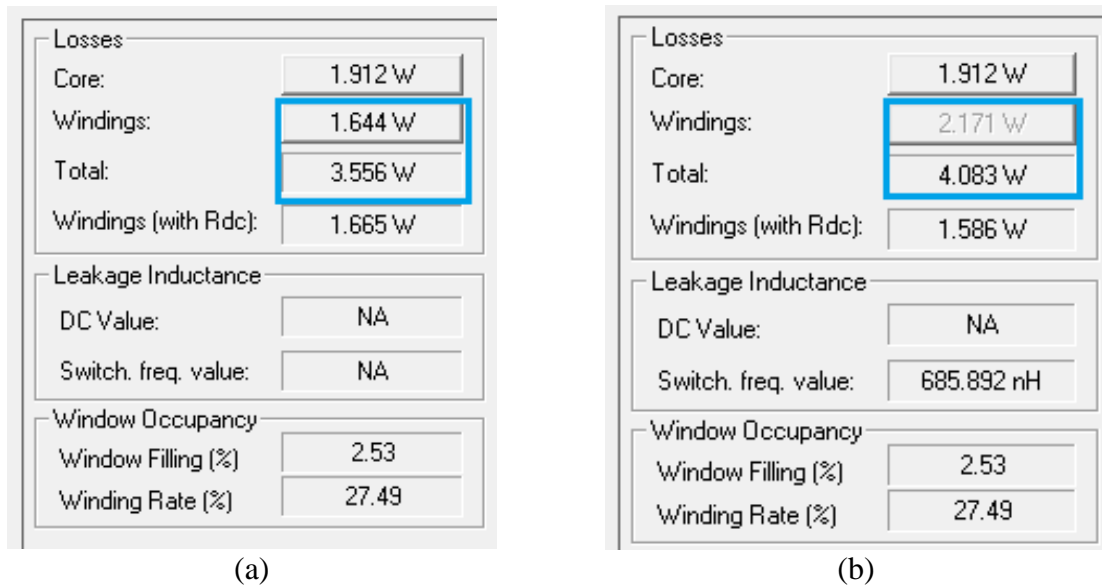 Losses
Core: 1.912 W
Windings: 1.644 W
Total: 3.556 W
Windings (with Rdc): 1.665 W
Leakage Inductance
DC Value: NA
Switch. freq. value: NA
Window Occupancy
Window Filling (%) 2.53
Winding Rate (%) 27.49
(a)
Losses
Core: 1.912 W
Windings: 2.171 W
Total: 4.083 W
Windings (with Rdc): 1.586 W
Leakage Inductance
DC Value: NA
Switch. freq. value: 685.892 nH
Window Occupancy
Window Filling (%) 2.53
Winding Rate (%) 27.49
(b)